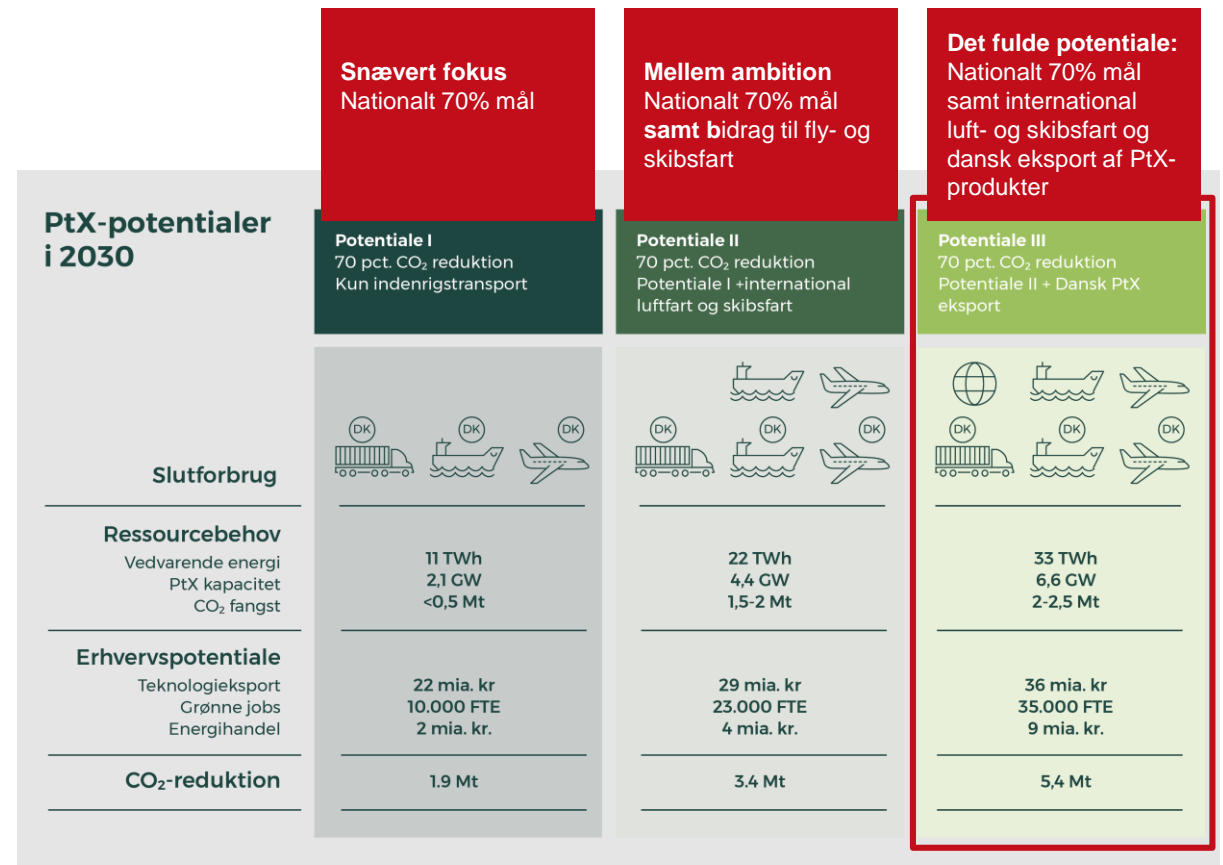 Snævert fokus
Nationalt 70% mål
Mellem ambition
Nationalt 70% mål
samt bidrag til fly- og
skibsfart
Det fulde potentiale:
Nationalt 70% mål
samt international
luft- og skibsfart og
dansk eksport af PtX-
produkter
PtX-potentialer
i 2030
Potentiale I
70 pct. CO₂ reduktion
Kun indenrigstransport
Potentiale II
70 pct. CO₂ reduktion
Potentiale I +international
luftfart og skibsfart
Potentiale III
70 pct. CO₂ reduktion
Potentiale II + Dansk PtX
eksport
Slutforbrug
DK DK DK
DK DK DK
DK DK DK
Ressourcebehov
Vedvarende energi 11 TWh 22 TWh 33 TWh
PtX kapacitet 2,1 GW 4,4 GW 6,6 GW
CO₂ fangst <0,5 Mt 1,5-2 Mt 2-2,5 Mt
Erhvervspotentiale
Teknologieksport 22 mia. kr 29 mia. kr 36 mia. kr
Grønne jobs 10.000 FTE 23.000 FTE 35.000 FTE
Energihandel 2 mia. kr. 4 mia. kr. 9 mia. kr.
CO₂-reduktion 1.9 Mt 3.4 Mt 5,4 Mt